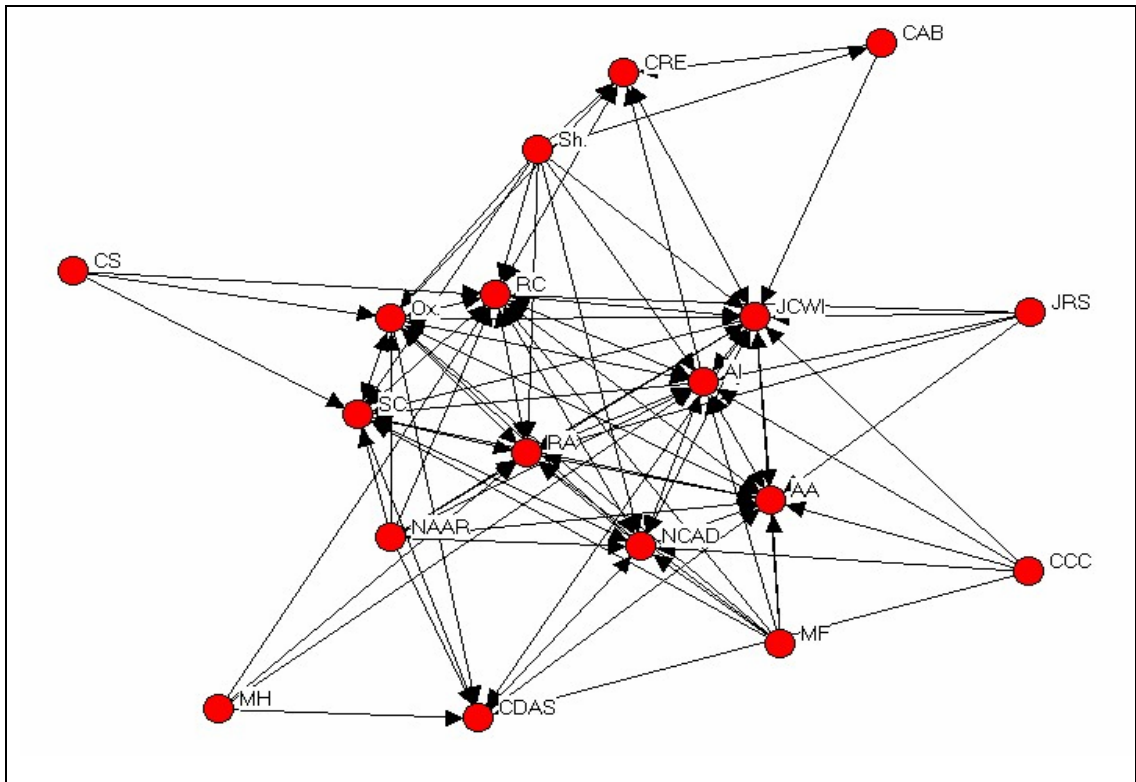 CAB
CRE
Sh.
CS
RC
Ox.
JCWI
JRS
AI
SC
RA
AA
NAAR
NCAD
CCC
MF
MH
CDAS